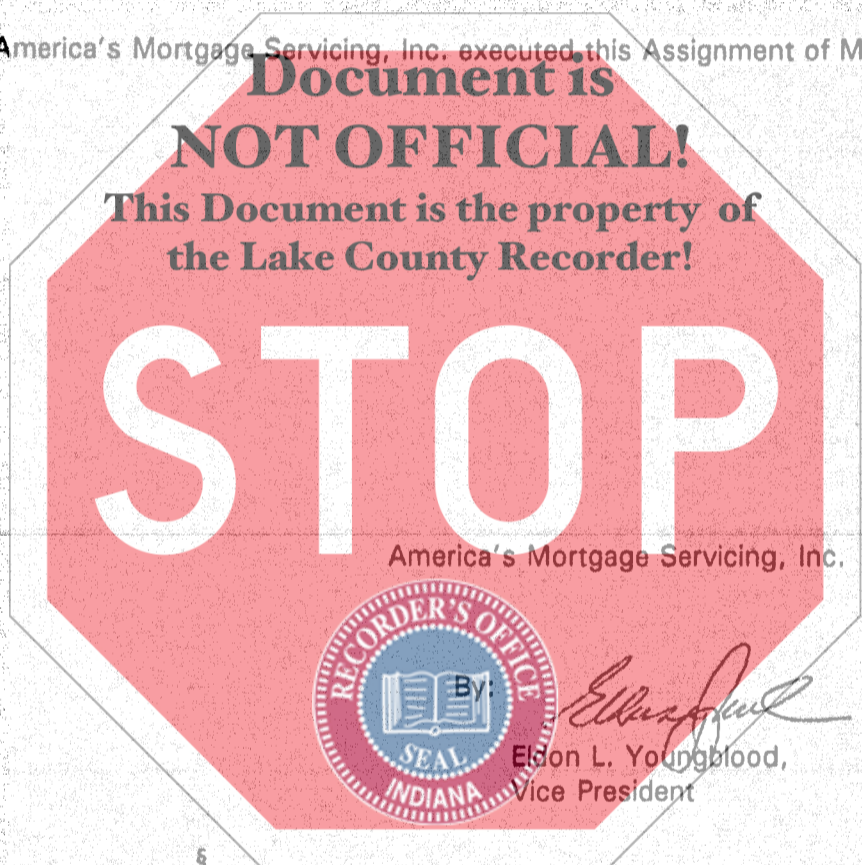 America's Mortgage Servicing, Inc. executed this Assignment of M
Document is
NOT OFFICIAL!
This Document is the property of
the Lake County Recorder!
STOP
America's Mortgage Servicing, Inc.
RECORDER'S OFFICE
By:
SEAL
INDIANA
Eldon L. Youngblood,
Vice President
§